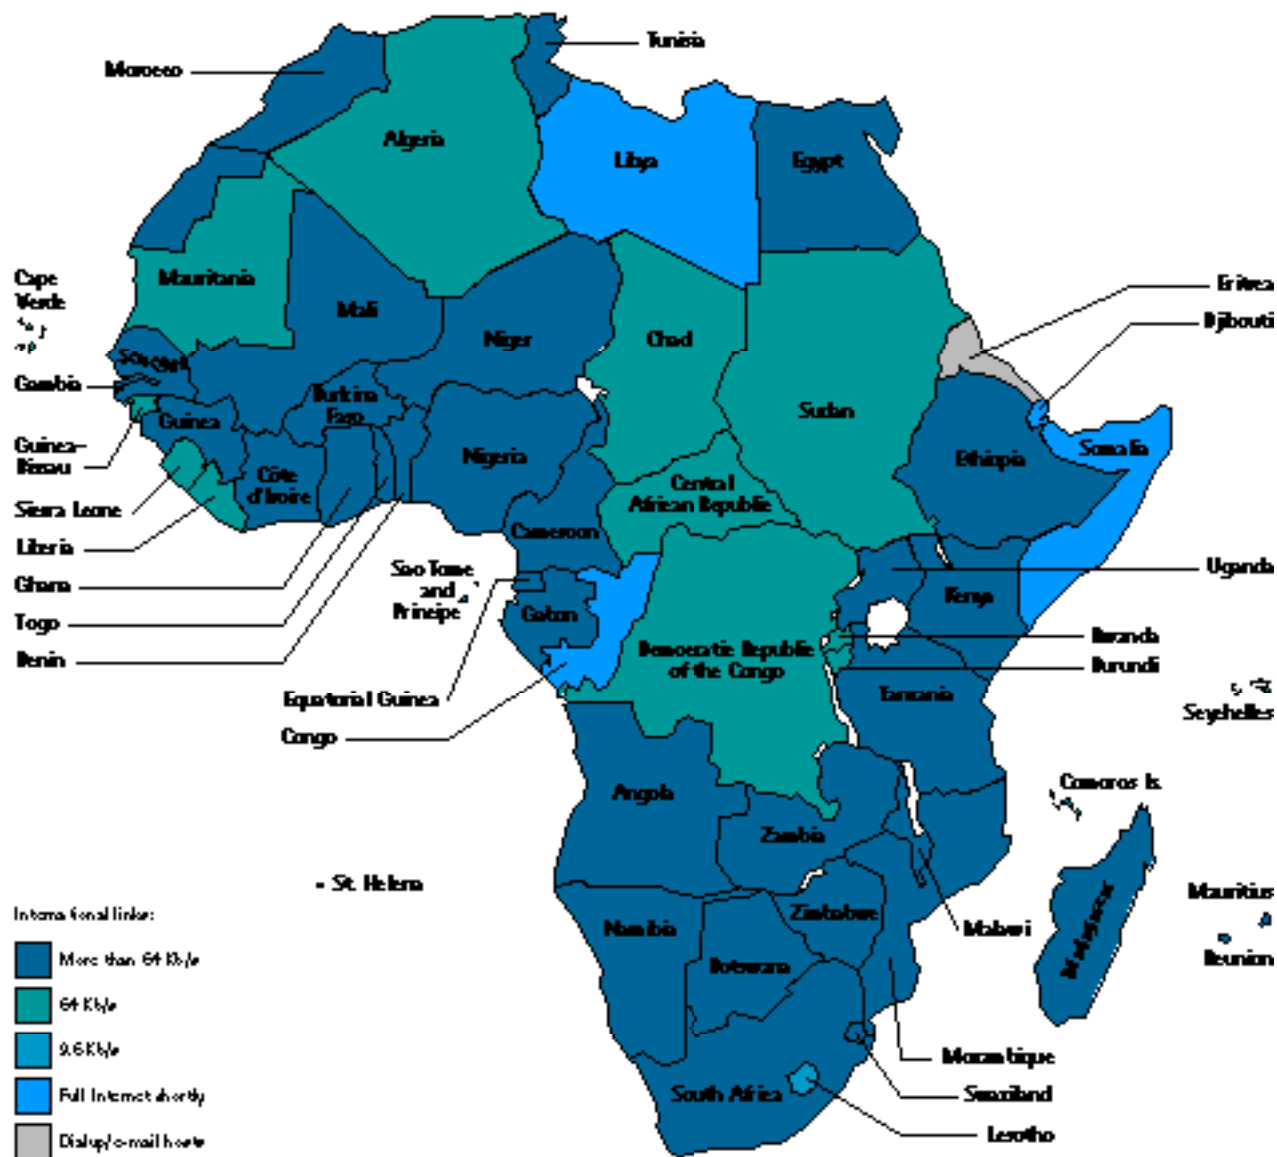 Tunisia
Morocco
Algeria
Libya
Egypt
Cape
Verde
Mauritania
Mali
Niger
Chad
Sudan
Eritrea
Djibouti
Senegal
Gambia
Guinea
Burkina
Faso
Guinea-
Bissau
Nigeria
Ethiopia
Somalia
Côte
d'Ivoire
Central
African Republic
Sierra Leone
Liberia
Cameroon
Ghana
Sao Tome
and
Principe
Uganda
Kenya
Togo
Gabon
Benin
Democratic Republic
of the Congo
Rwanda
Burundi
Equatorial Guinea
Tanzania
Seychelles
Congo
Angola
Comoros Is.
Zambia
St. Helena
Mauritius
Reunion
Madagascar
Malawi
Zimbabwe
Namibia
Botswana
Mozambique
Swaziland
South Africa
Lesotho
International links:
More than 64 Kb/s
64 Kb/s
9.6 Kb/s
Full Internet shortly
Dialup/e-mail hosts